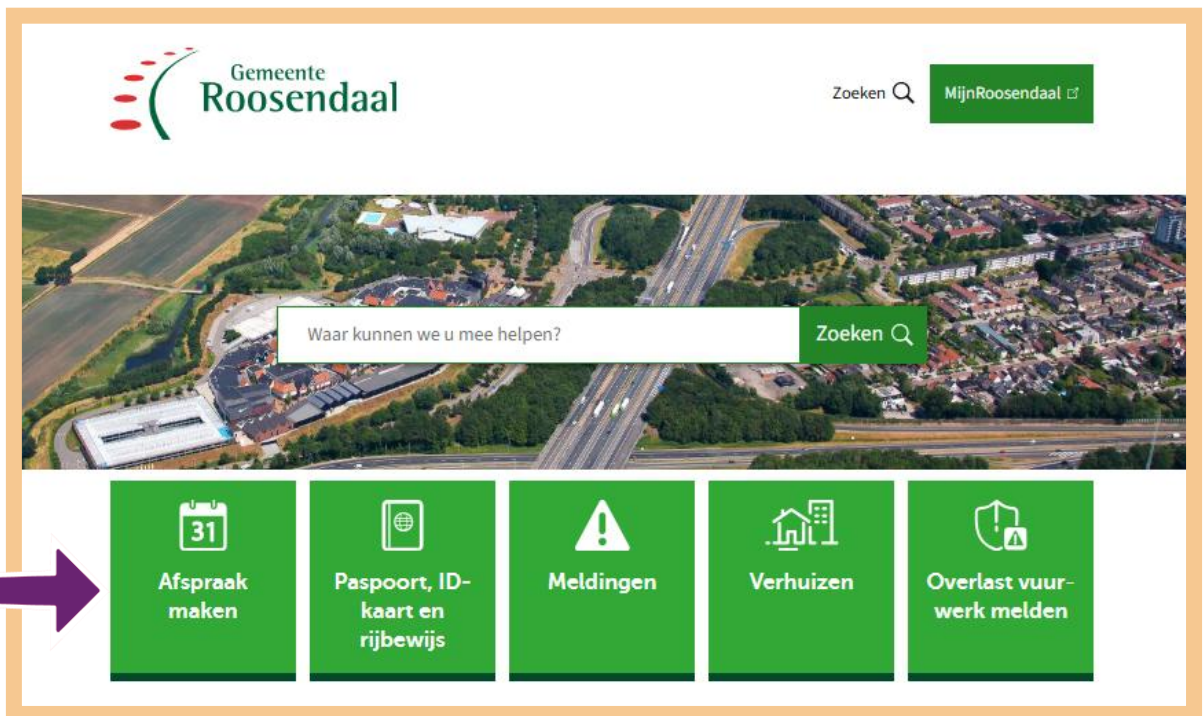 Gemeente
Roosendaal
Zoeken
MijnRoosendaal
Waar kunnen we u mee helpen?
Zoeken
31
Afspraak
maken
Paspoort, ID-
kaart en
rijbewijs
Meldingen
Verhuizen
Overlast vuur-
werk melden